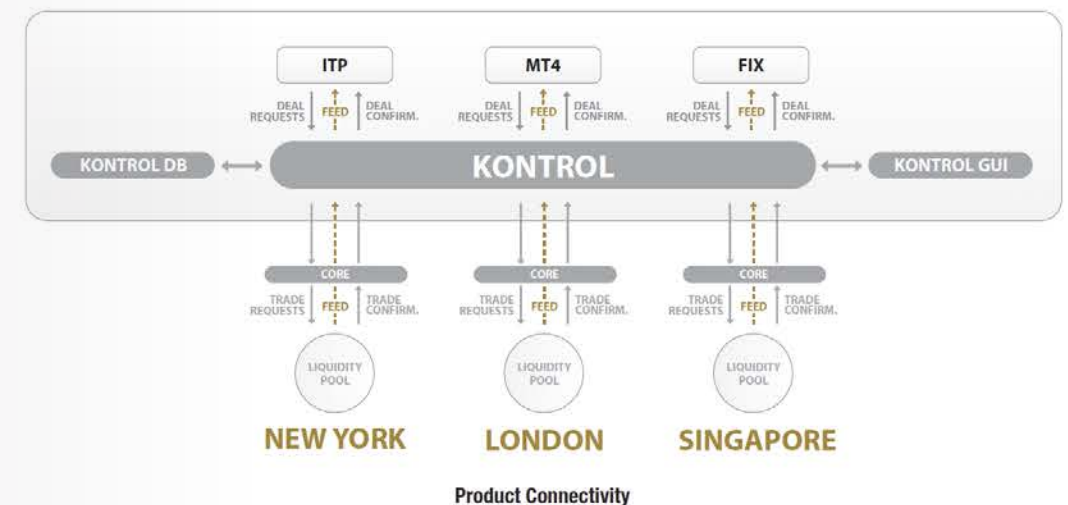 ITP
MT4
FIX
DEAL REQUESTS
FEED
DEAL CONFIRM.
DEAL REQUESTS
FEED
DEAL CONFIRM.
DEAL REQUESTS
FEED
DEAL CONFIRM.
KONTROL DB
KONTROL
KONTROL GUI
CORE
CORE
CORE
TRADE REQUESTS
FEED
TRADE CONFIRM.
TRADE REQUESTS
FEED
TRADE CONFIRM.
TRADE REQUESTS
FEED
TRADE CONFIRM.
LIQUIDITY POOL
LIQUIDITY POOL
LIQUIDITY POOL
NEW YORK
LONDON
SINGAPORE
Product Connectivity